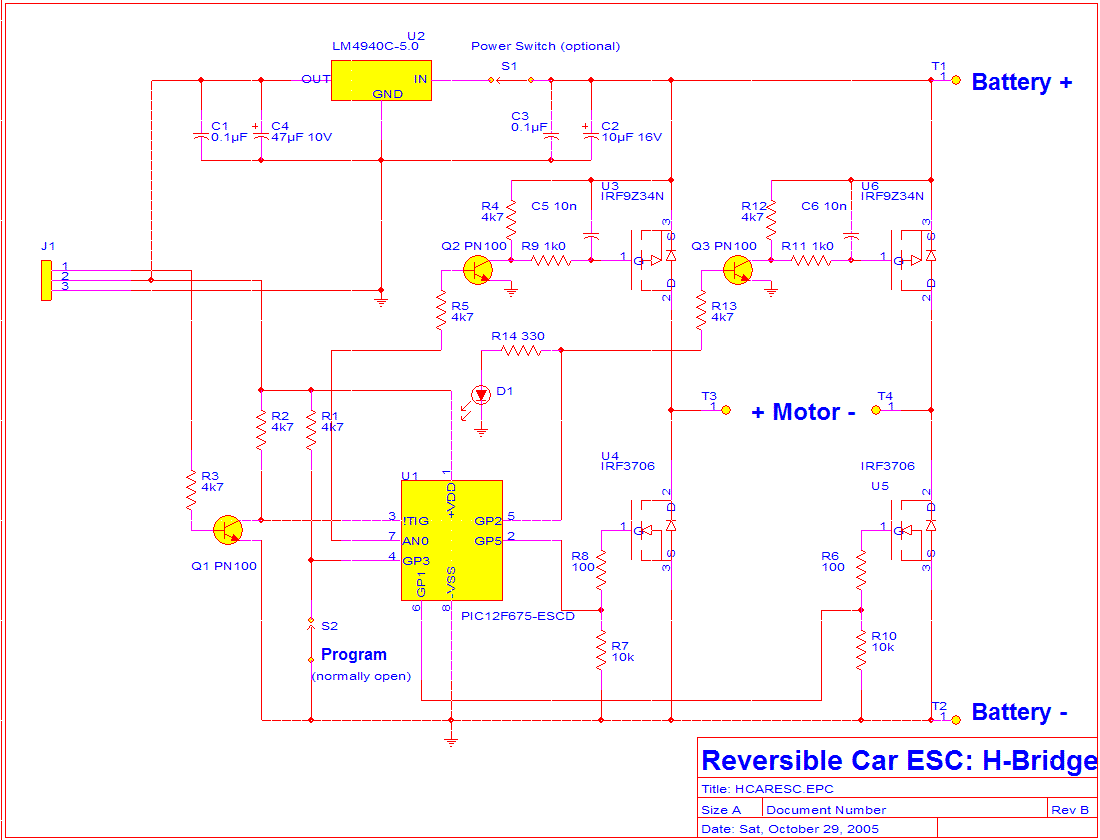 U2
LM4940C-5.0
Power Switch (optional)
S1
OUT
IN
GND
T1
1
Battery +
C1
0.1µF
+
C4
47µF 10V
C3
0.1µF
+
C2
10µF 16V
U3
IRF9Z34N
U6
IRF9Z34N
R4
4k7
C5 10n
R12
4k7
C6 10n
3
S
3
S
J1
1
2
3
Q2 PN100
R9 1k0
1
G
Q3 PN100
R11 1k0
1
G
D
2
D
2
R5
4k7
R13
4k7
R14 330
D1
T3
1
+ Motor -
T4
1
R2
4k7
R1
4k7
R3
4k7
U1
1
+VDD
3
!TIG
GP2
5
7
AN0
GP5
2
4
GP3
GP1
6
-VSS
8
PIC12F675-ESCD
Q1 PN100
U4
IRF3706
IRF3706
U5
2
D
2
D
1
G
1
G
S
3
S
3
R8
100
R6
100
R7
10k
R10
10k
S2
Program
(normally open)
T2
1
Battery -
Reversible Car ESC: H-Bridge
Title: HCARESC.EPC
Size A
Document Number
Rev B
Date: Sat, October 29, 2005